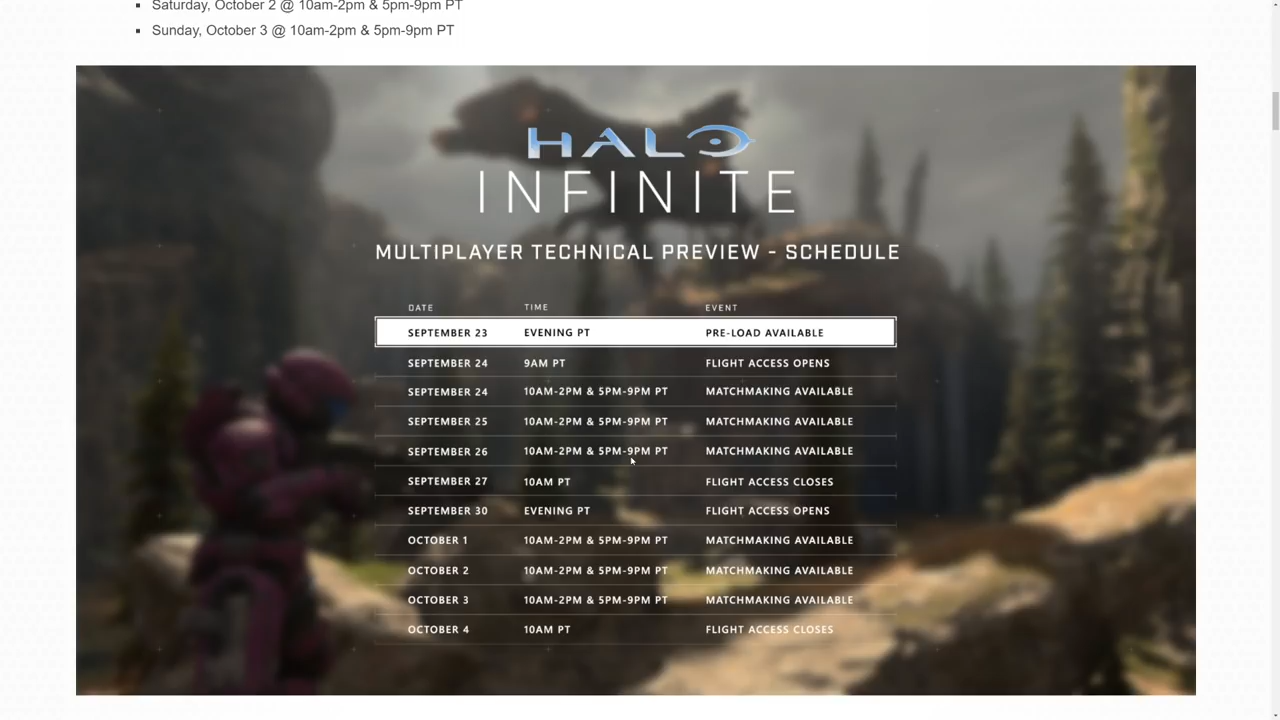 Saturday, October 2 @ 10am-2pm & 5pm-9pm PT
Sunday, October 3 @ 10am-2pm & 5pm-9pm PT
HALO
INFINITE
MULTIPLAYER TECHNICAL PREVIEW - SCHEDULE
DATE TIME EVENT
SEPTEMBER 23 EVENING PT PRE-LOAD AVAILABLE
SEPTEMBER 24 9AM PT FLIGHT ACCESS OPENS
SEPTEMBER 24 10AM-2PM & 5PM-9PM PT MATCHMAKING AVAILABLE
SEPTEMBER 25 10AM-2PM & 5PM-9PM PT MATCHMAKING AVAILABLE
SEPTEMBER 26 10AM-2PM & 5PM-9PM PT MATCHMAKING AVAILABLE
SEPTEMBER 27 10AM PT FLIGHT ACCESS CLOSES
SEPTEMBER 30 EVENING PT FLIGHT ACCESS OPENS
OCTOBER 1 10AM-2PM & 5PM-9PM PT MATCHMAKING AVAILABLE
OCTOBER 2 10AM-2PM & 5PM-9PM PT MATCHMAKING AVAILABLE
OCTOBER 3 10AM-2PM & 5PM-9PM PT MATCHMAKING AVAILABLE
OCTOBER 4 10AM PT FLIGHT ACCESS CLOSES